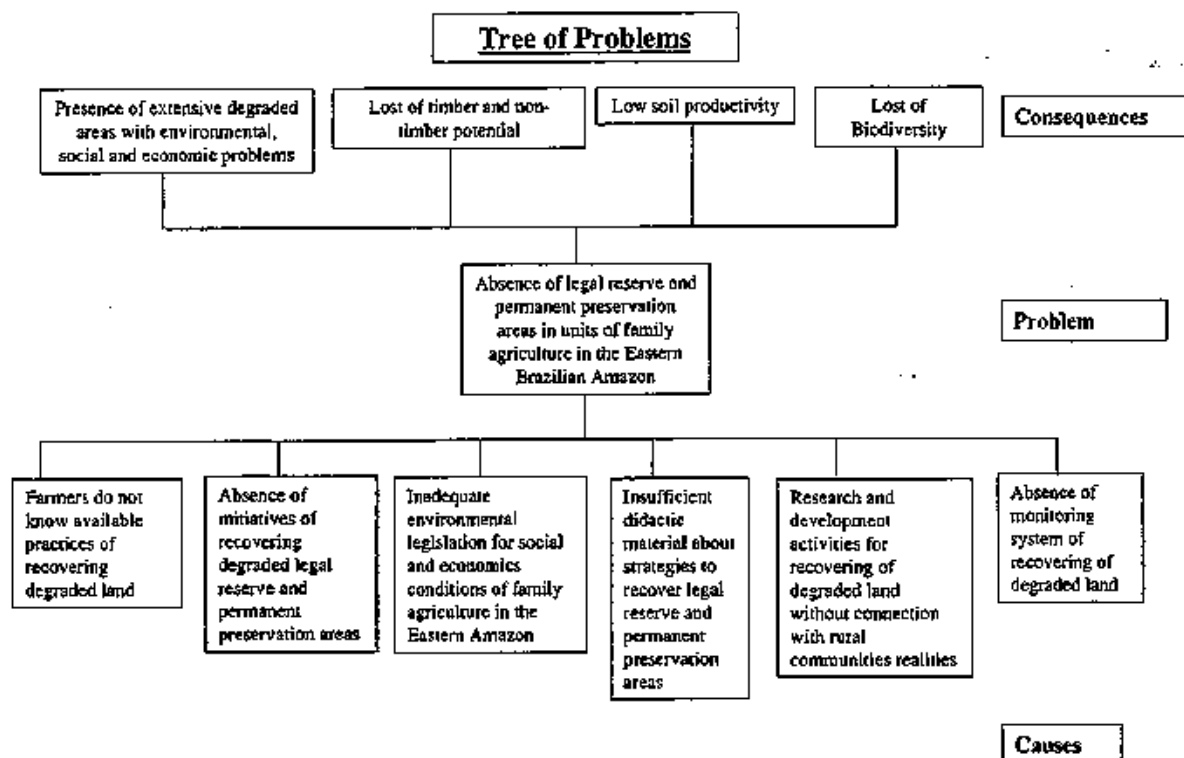 Tree of Problems
Presence of extensive degraded
areas with environmental,
social and economic problems
Lost of timber and non-
timber potential
Low soil productivity
Lost of
Biodiversity
Consequences
Absence of legal reserve and
permanent preservation
areas in units of family
agriculture in the Eastern
Brazilian Amazon
Problem
Farmers do not
know available
practices of
recovering
degraded land
Absence of
initiatives of
recovering
degraded legal
reserve and
permanent
preservation areas
Inadequate
environmental
legislation for social
and economics
conditions of family
agriculture in the
Eastern Amazon
Insufficient
didactic
material about
strategies to
recover legal
reserve and
permanent
preservation
areas
Research and
development
activities for
recovering of
degraded land
without connection
with rural
communities realities
Absence of
monitoring
system of
recovering of
degraded land
Causes